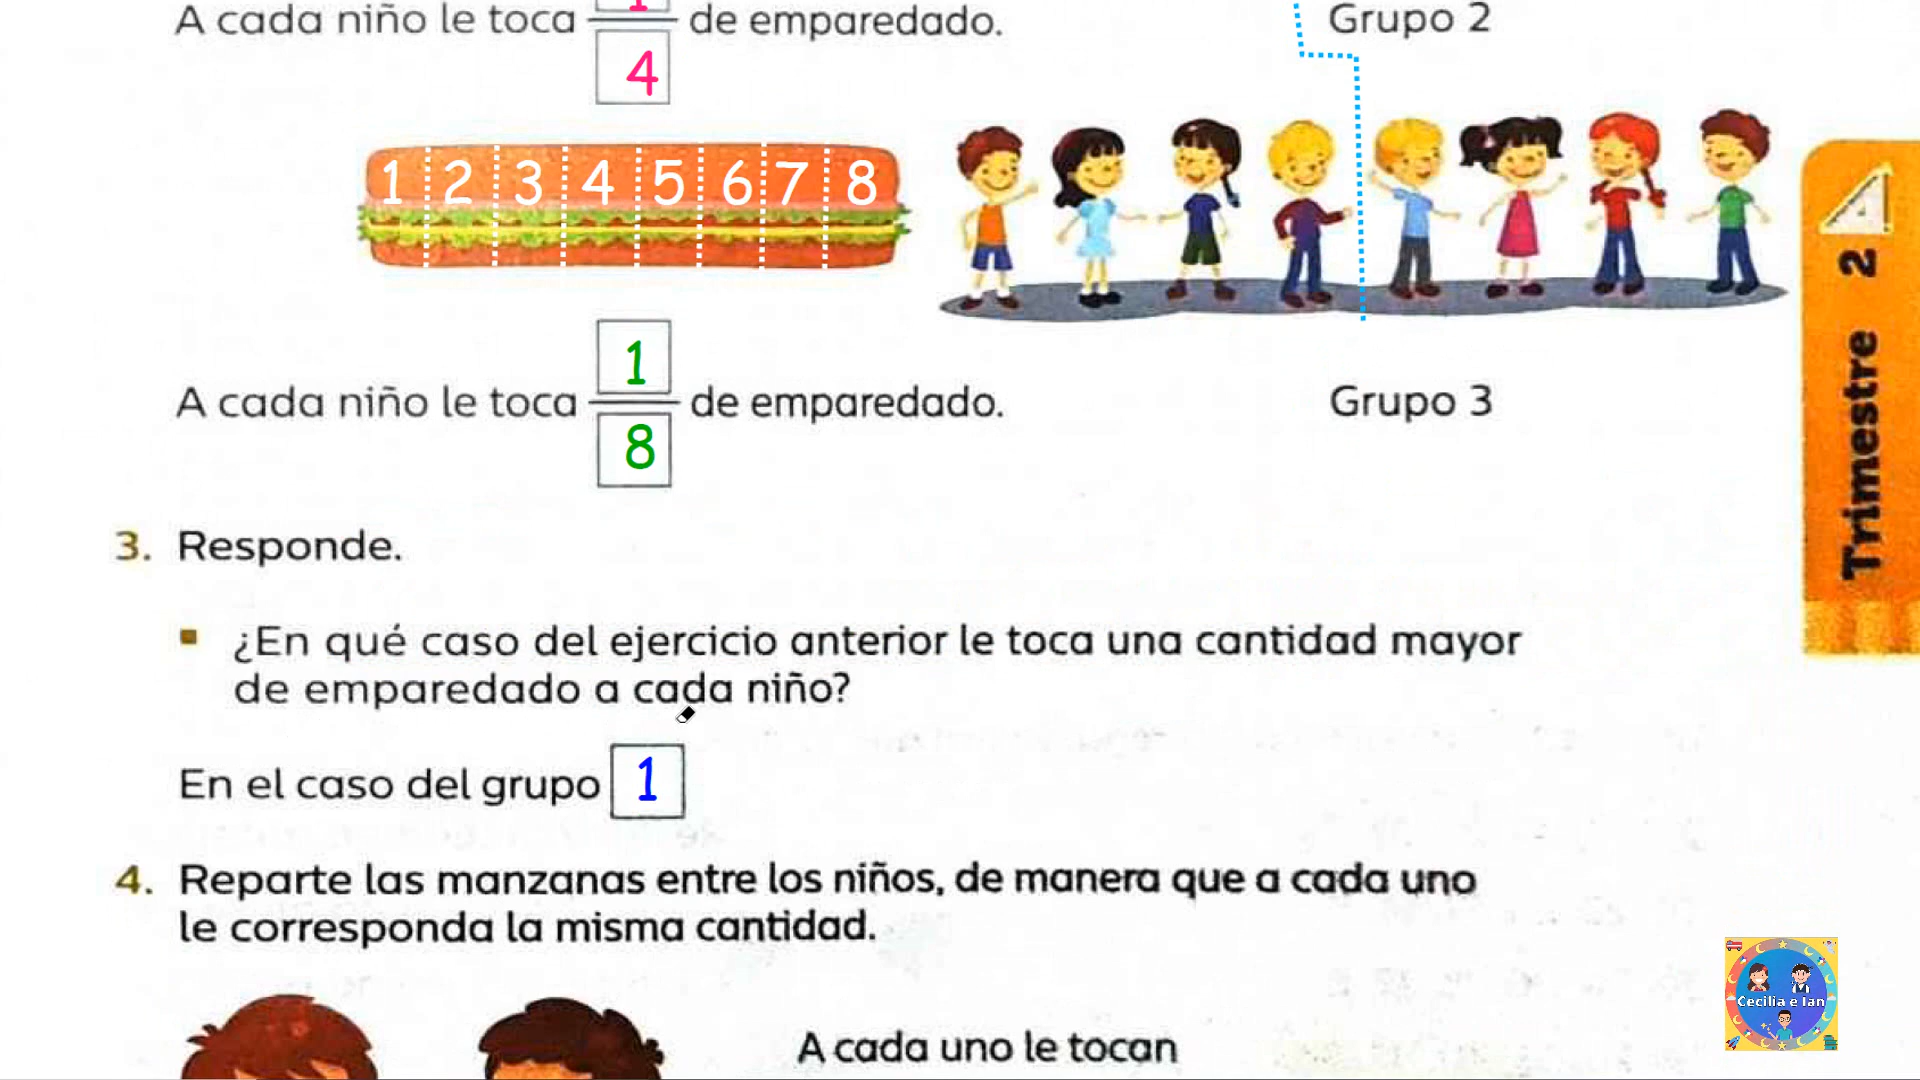 1
A cada niño le toca — de emparedado. Grupo 2
4
1 2 3 4 5 6 7 8
1
A cada niño le toca — de emparedado. Grupo 3
8
3. Responde.
▪ ¿En qué caso del ejercicio anterior le toca una cantidad mayor
de emparedado a cada niño?
En el caso del grupo 1
4. Reparte las manzanas entre los niños, de manera que a cada uno
le corresponda la misma cantidad.
A cada uno le tocan
Trimestre 2
Cecilia e Ian